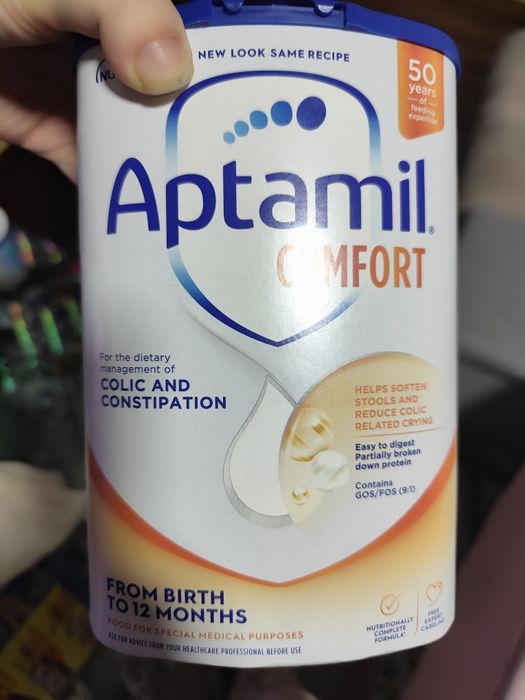 NEW LOOK SAME RECIPE
50
years
of
feeding
expertise
Aptamil®
COMFORT
For the dietary
management of
COLIC AND
CONSTIPATION
HELPS SOFTEN
STOOLS AND
REDUCE COLIC
RELATED CRYING
Easy to digest
Partially broken
down protein
Contains
GOS/FOS (9:1)
FROM BIRTH
TO 12 MONTHS
FOOD FOR SPECIAL MEDICAL PURPOSES
ASK FOR ADVICE FROM YOUR HEALTHCARE PROFESSIONAL BEFORE USE
NUTRITIONALLY
COMPLETE
FORMULA*
FREE
EXPERT
CARELINE